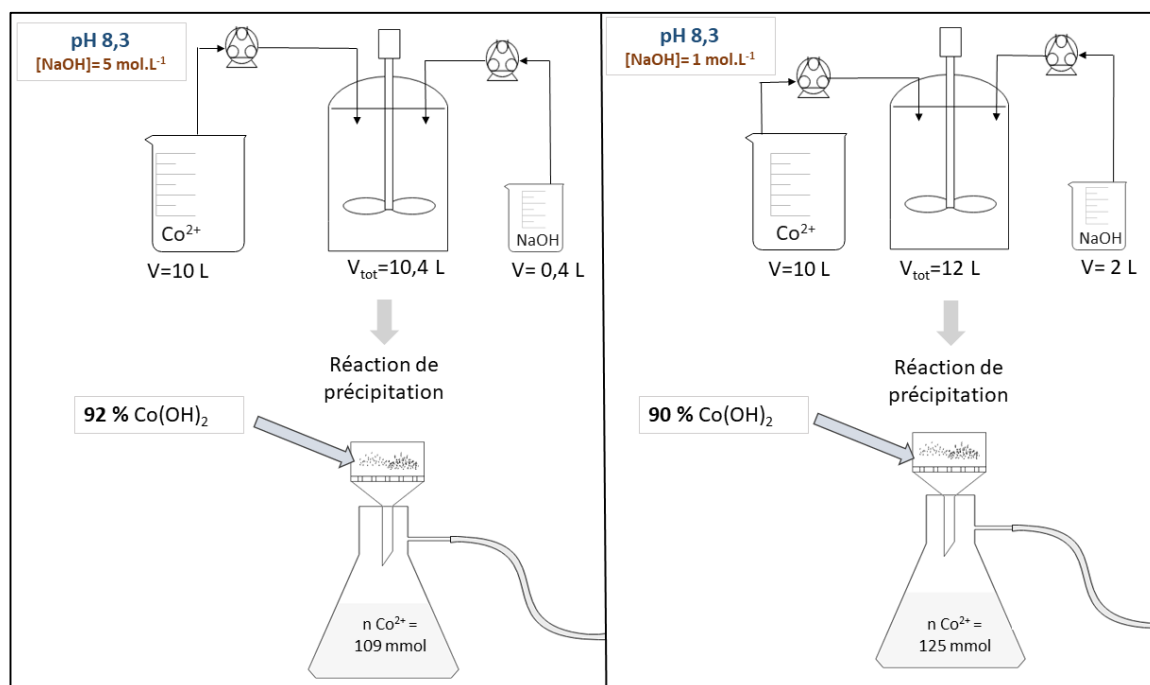 pH 8,3
[NaOH]= 5 mol.L⁻¹
Co²⁺
NaOH
V=10 L
Vₜₒₜ=10,4 L
V= 0,4 L
Réaction de
précipitation
92 % Co(OH)₂
n Co²⁺ =
109 mmol
pH 8,3
[NaOH]= 1 mol.L⁻¹
Co²⁺
NaOH
V=10 L
Vₜₒₜ=12 L
V= 2 L
Réaction de
précipitation
90 % Co(OH)₂
n Co²⁺ =
125 mmol